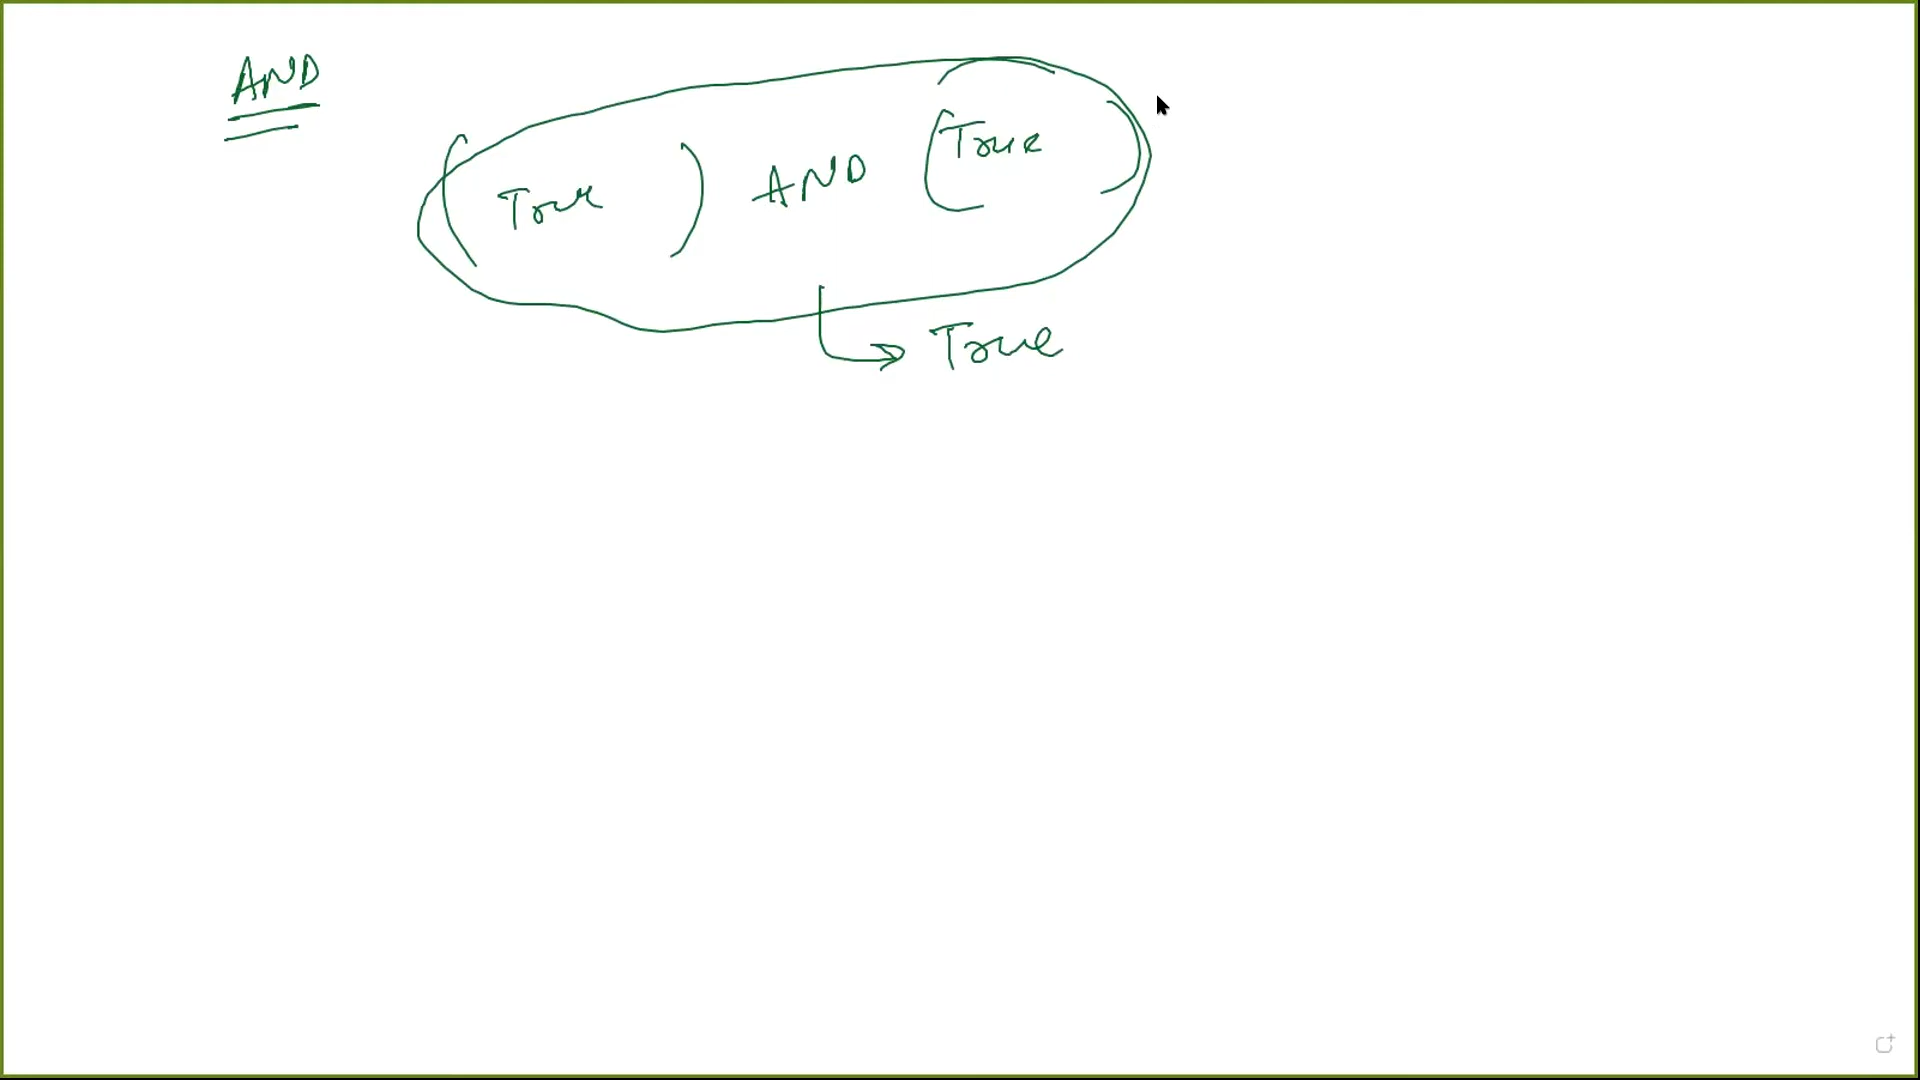 AND
(True) AND (True)
→ True